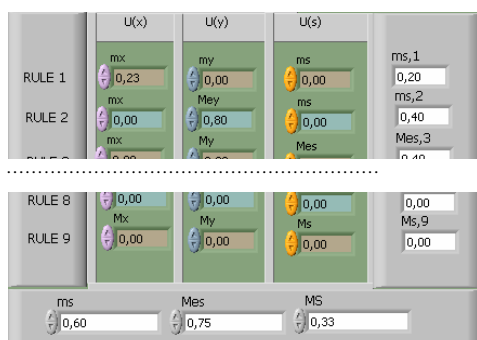 U(x) U(y) U(s)
mx my ms ms,1
RULE 1 0,23 0,00 0,00 0,20
mx Mey ms ms,2
RULE 2 0,00 0,80 0,00 0,40
mx My Mes Mes,3
RULE 8 0,00 0,00 0,00 0,00
Mx My Ms Ms,9
RULE 9 0,00 0,00 0,00 0,00
ms Mes MS
0,60 0,75 0,33